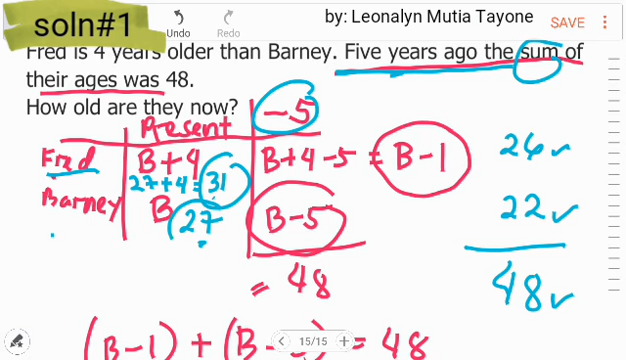 soln#1
Undo
Redo
by: Leonalyn Mutia Tayone
SAVE
Fred is 4 years older than Barney. Five years ago the sum of
their ages was 48.
How old are they now?
Present
-5
Fred
B+4
27+4=31
B+4-5 = B-1
26✓
Barney
B
27
B-5
22✓
= 48
48✓
15/15
(B-1) + (B-5) = 48